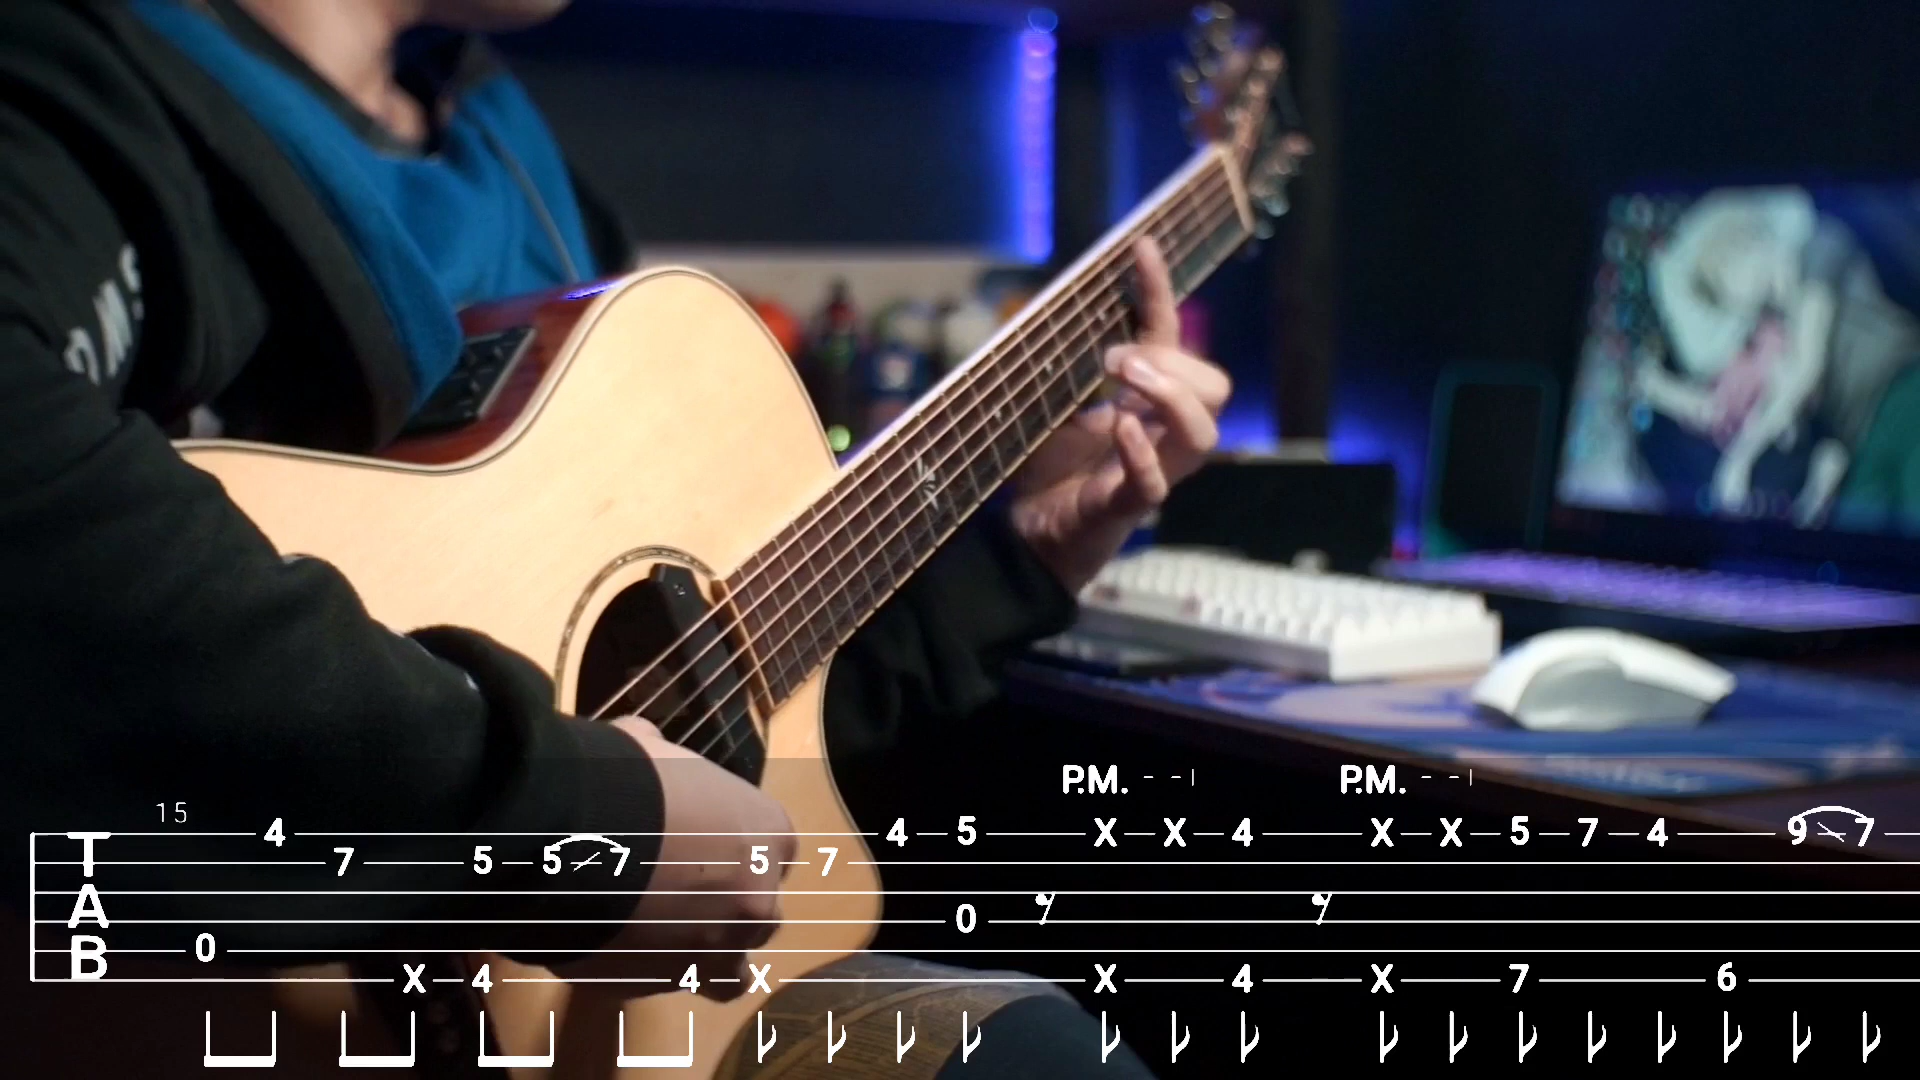 P.M. - -| P.M. - -|
15
4 4 5 X X 4 X X 5 7 4 9 7
T 7 5 5 7 5 7
A 0
B 0
X 4 4 X X 4 X 7 6